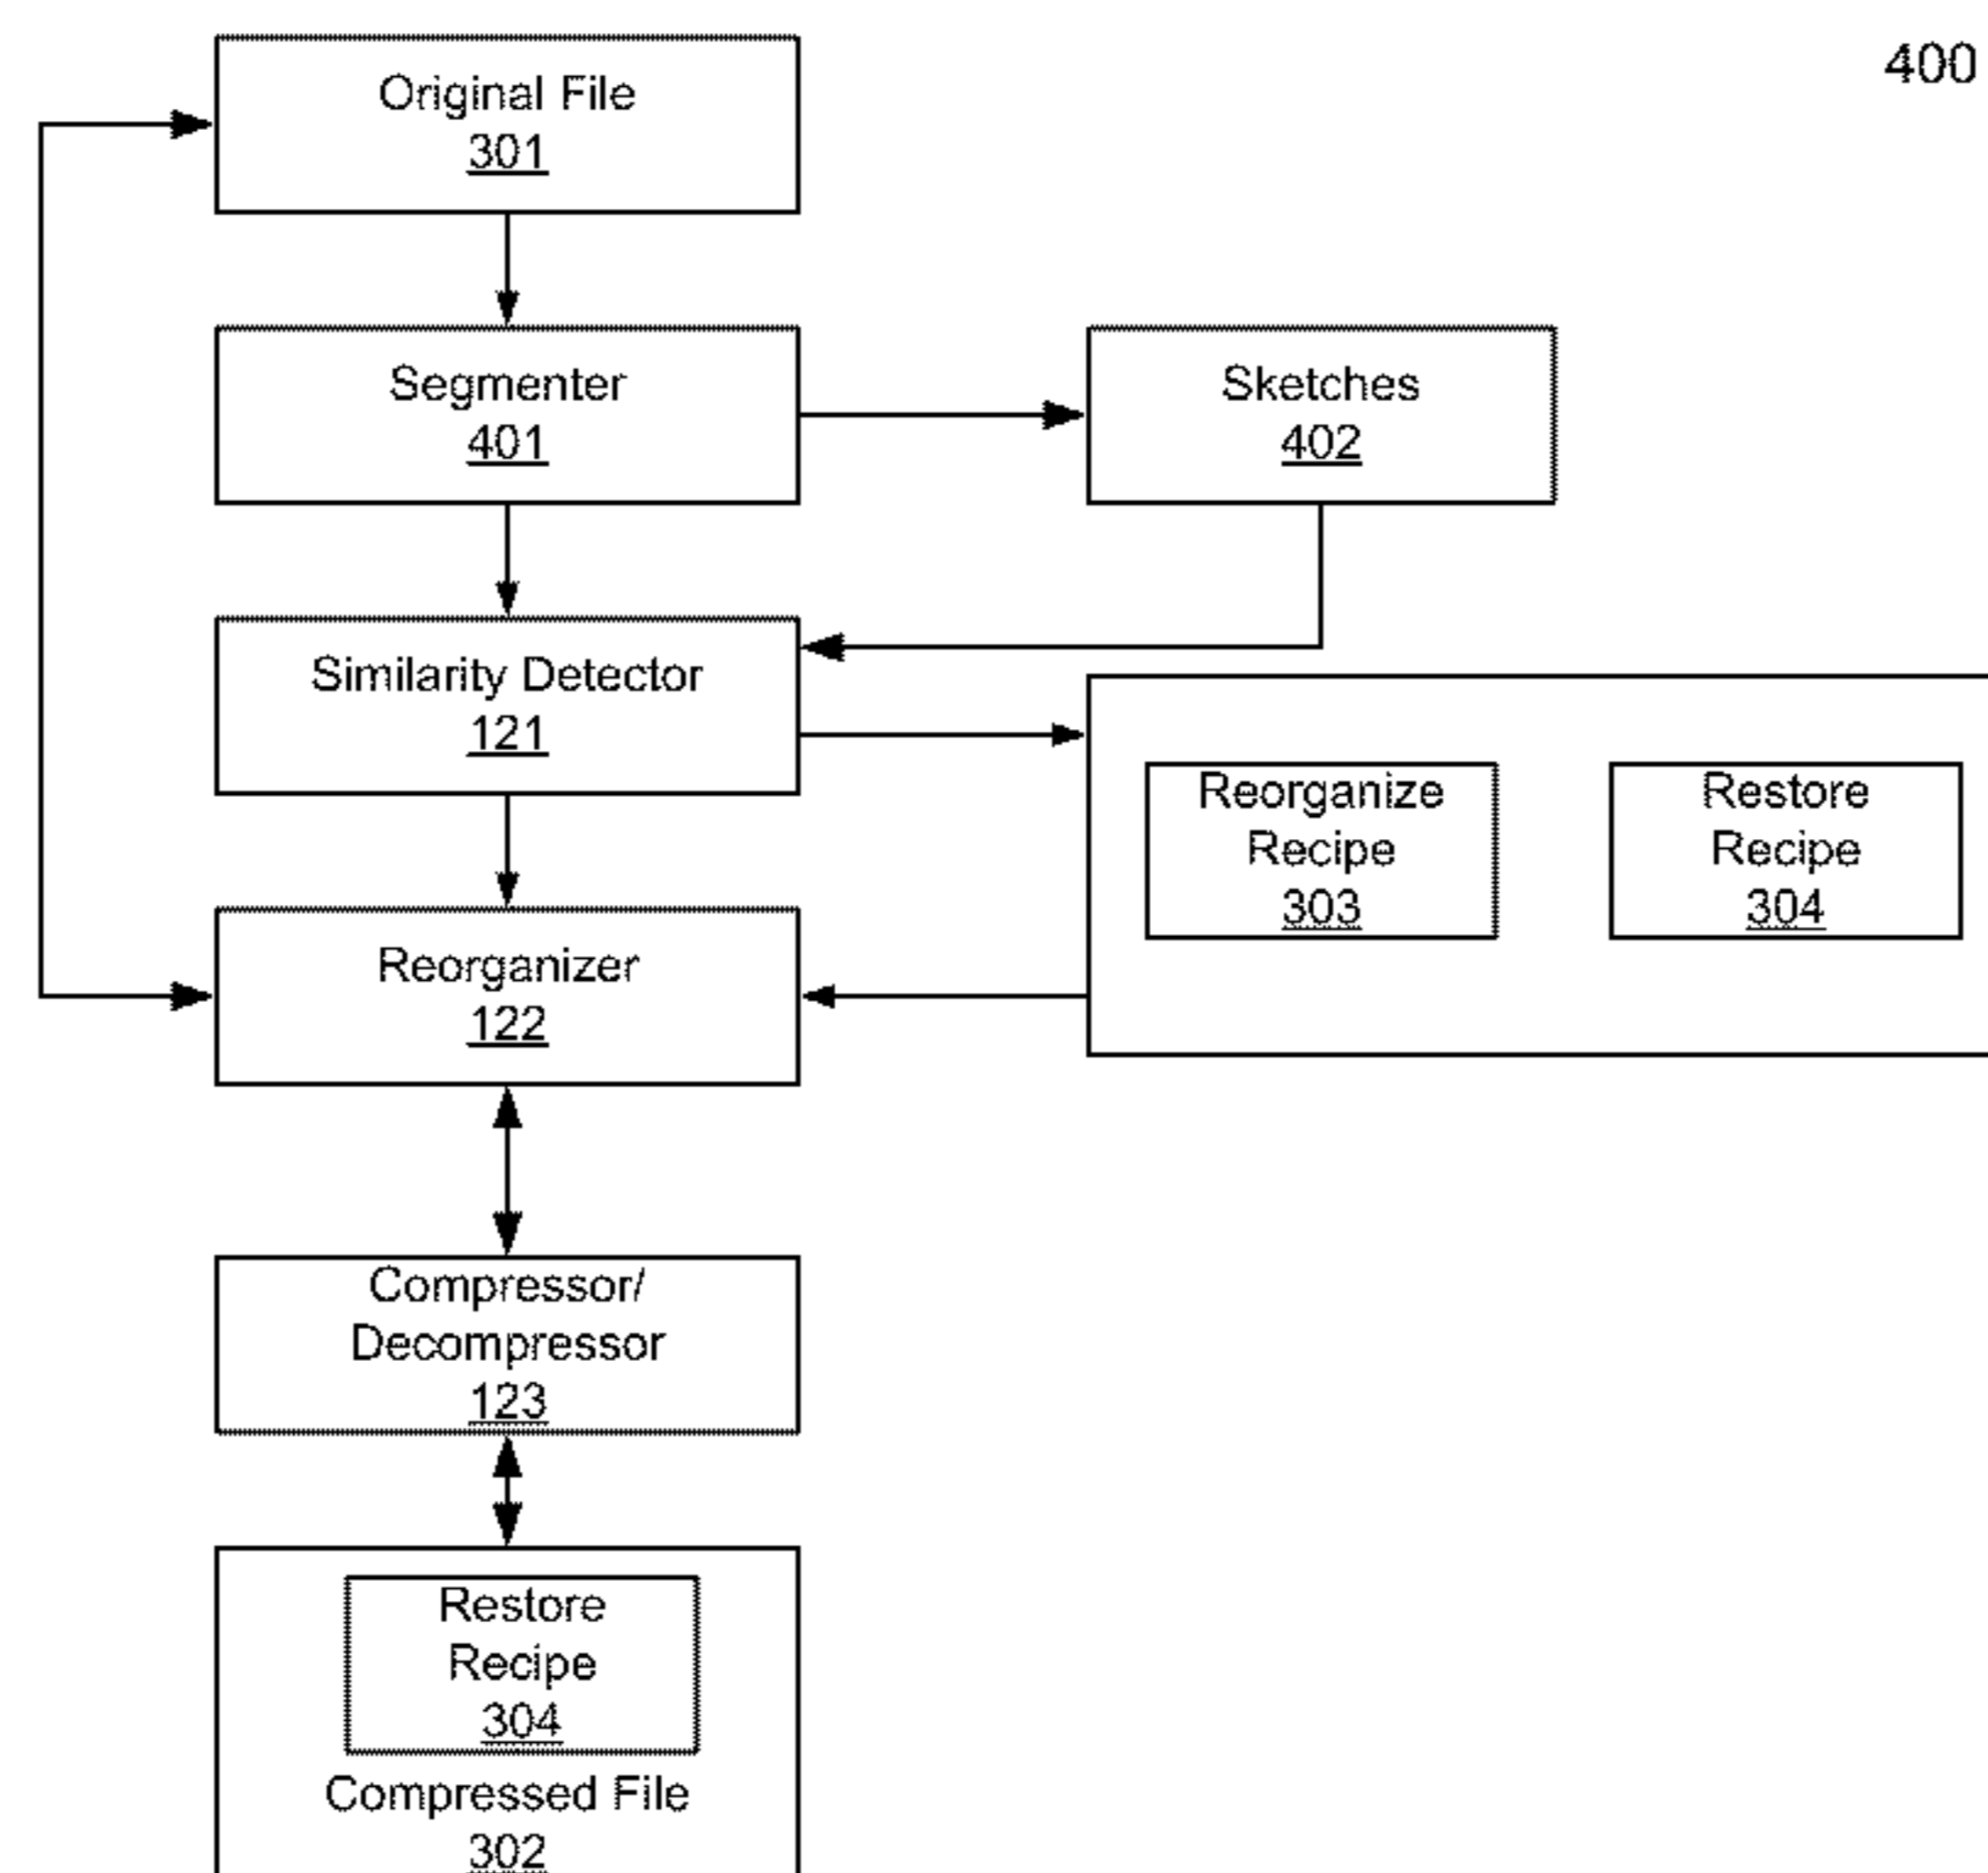 400
Original File
301
Segmenter
401
Sketches
402
Similarity Detector
121
Reorganize
Recipe
303
Restore
Recipe
304
Reorganizer
122
Compressor/
Decompressor
123
Restore
Recipe
304
Compressed File
302